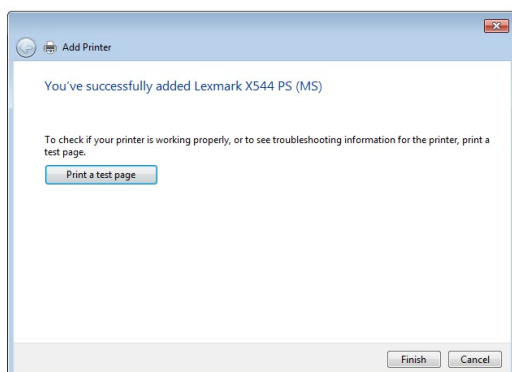 Add Printer
You've successfully added Lexmark X544 PS (MS)
To check if your printer is working properly, or to see troubleshooting information for the printer, print a
test page.
Print a test page
Finish
Cancel